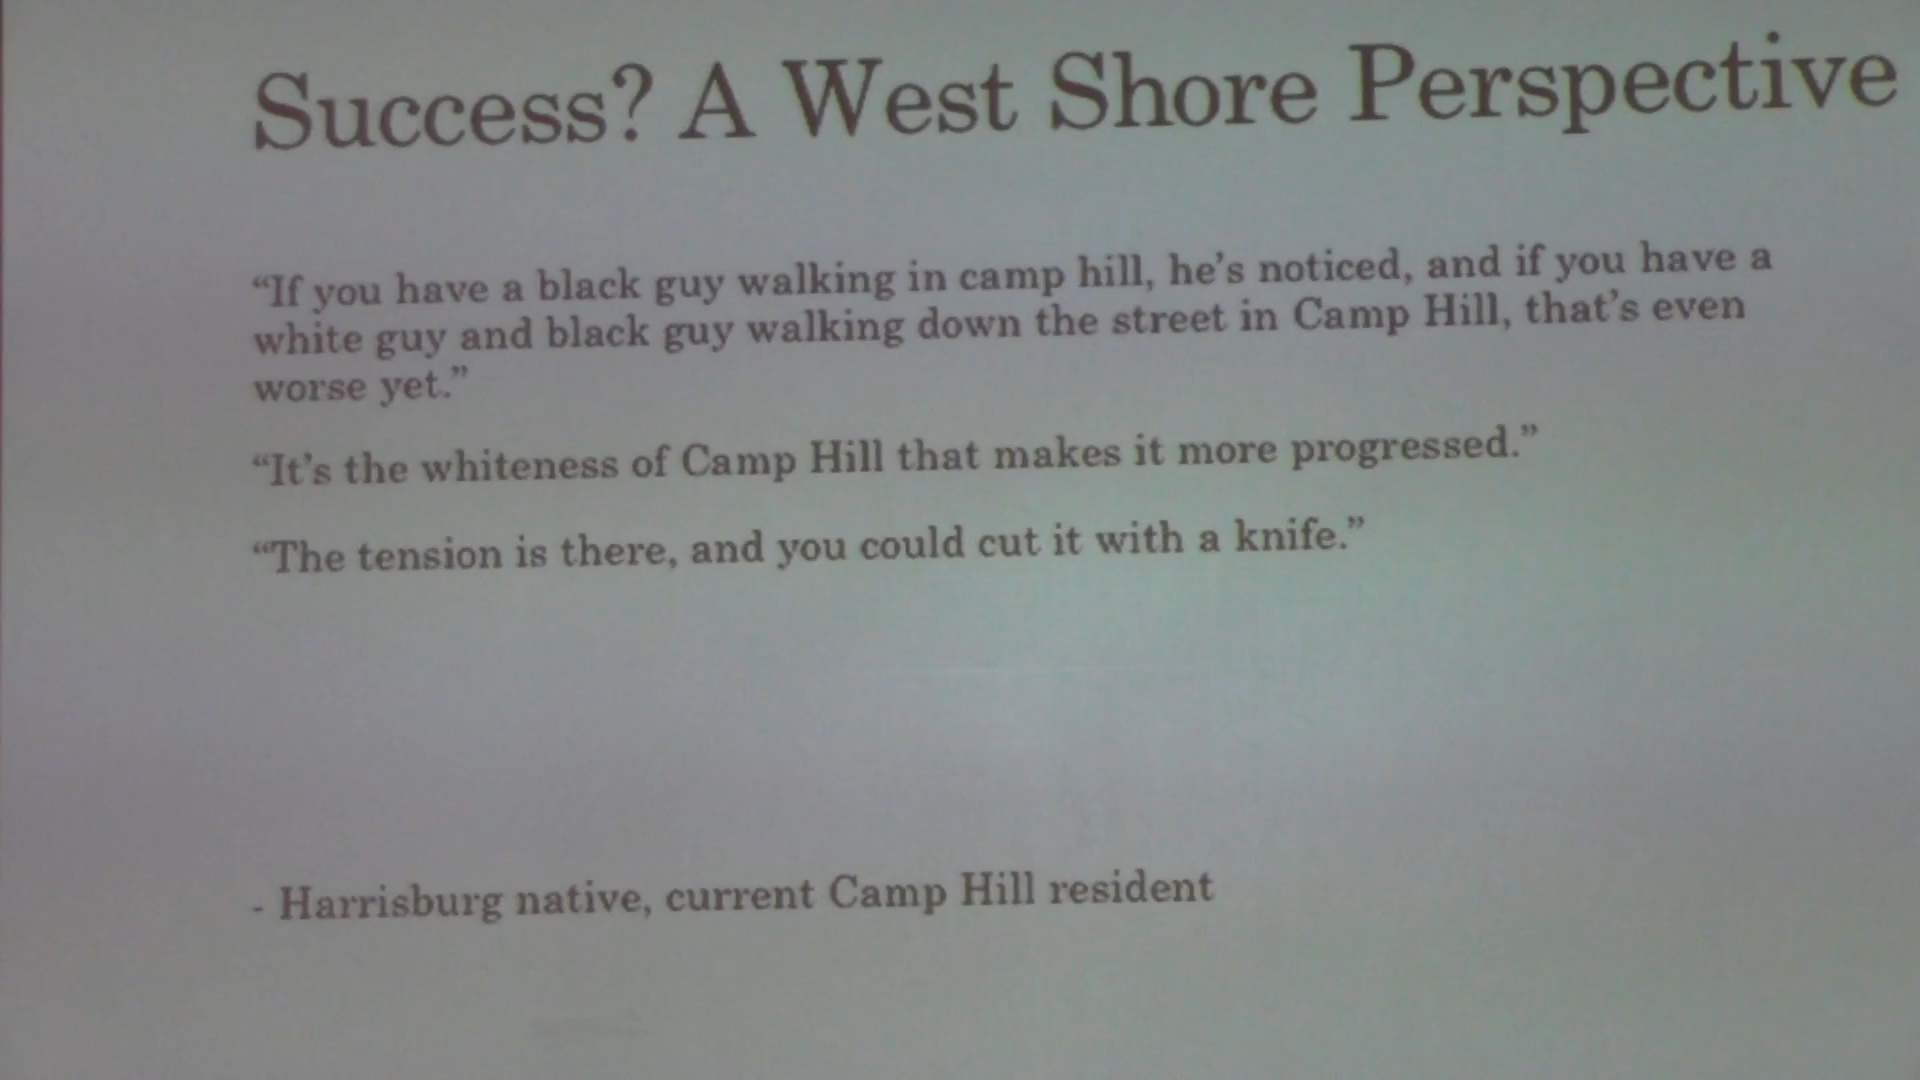 Success? A West Shore Perspective
“If you have a black guy walking in camp hill, he’s noticed, and if you have a
white guy and black guy walking down the street in Camp Hill, that’s even
worse yet.”
“It’s the whiteness of Camp Hill that makes it more progressed.”
“The tension is there, and you could cut it with a knife.”
- Harrisburg native, current Camp Hill resident